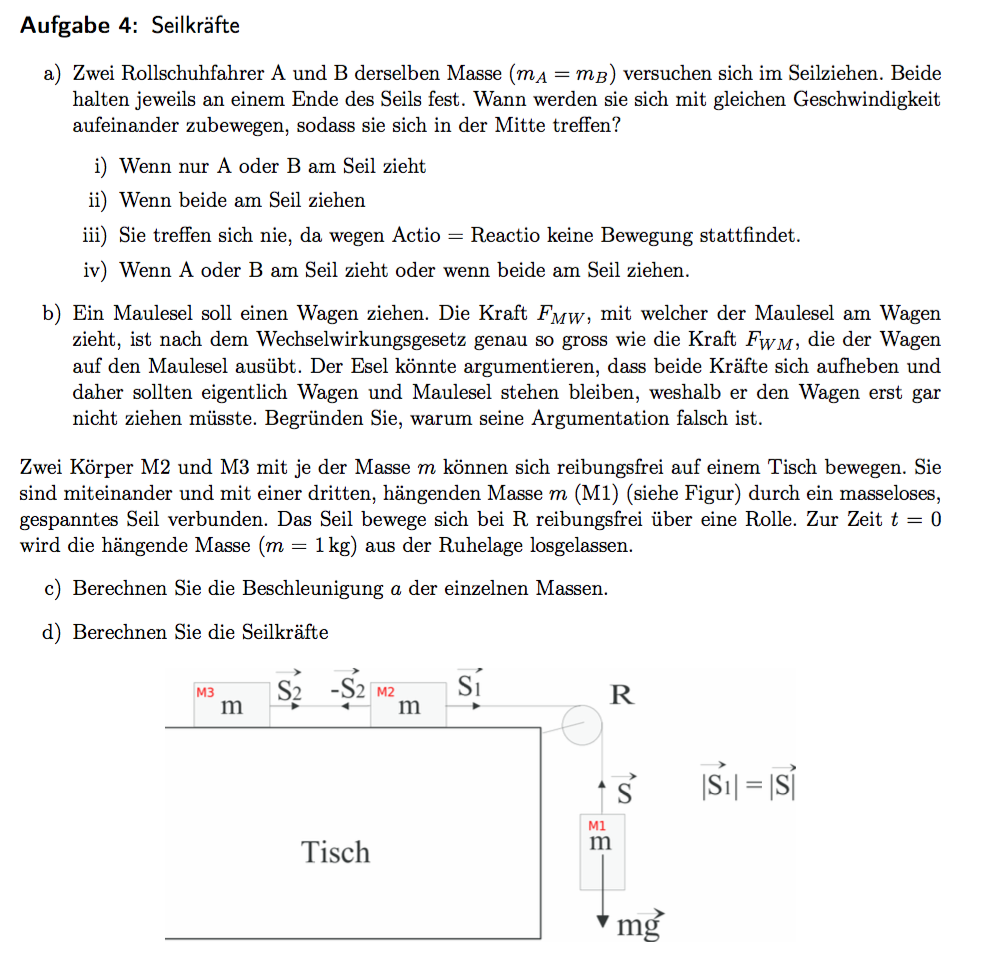 Aufgabe 4: Seilkräfte
a) Zwei Rollschuhfahrer A und B derselben Masse (m_A = m_B) versuchen sich im Seilziehen. Beide
halten jeweils an einem Ende des Seils fest. Wann werden sie sich mit gleichen Geschwindigkeit
aufeinander zubewegen, sodass sie sich in der Mitte treffen?
i) Wenn nur A oder B am Seil zieht
ii) Wenn beide am Seil ziehen
iii) Sie treffen sich nie, da wegen Actio = Reactio keine Bewegung stattfindet.
iv) Wenn A oder B am Seil zieht oder wenn beide am Seil ziehen.
b) Ein Maulesel soll einen Wagen ziehen. Die Kraft F_MW, mit welcher der Maulesel am Wagen
zieht, ist nach dem Wechselwirkungsgesetz genau so gross wie die Kraft F_WM, die der Wagen
auf den Maulesel ausübt. Der Esel könnte argumentieren, dass beide Kräfte sich aufheben und
daher sollten eigentlich Wagen und Maulesel stehen bleiben, weshalb er den Wagen erst gar
nicht ziehen müsste. Begründen Sie, warum seine Argumentation falsch ist.
Zwei Körper M2 und M3 mit je der Masse m können sich reibungsfrei auf einem Tisch bewegen. Sie
sind miteinander und mit einer dritten, hängenden Masse m (M1) (siehe Figur) durch ein masseloses,
gespanntes Seil verbunden. Das Seil bewege sich bei R reibungsfrei über eine Rolle. Zur Zeit t = 0
wird die hängende Masse (m = 1 kg) aus der Ruhelage losgelassen.
c) Berechnen Sie die Beschleunigung a der einzelnen Massen.
d) Berechnen Sie die Seilkräfte
M3 m S⃗2 -S⃗2 M2 m S⃗1 R
S⃗ |S⃗1| = |S⃗|
M1
m
Tisch
mg⃗